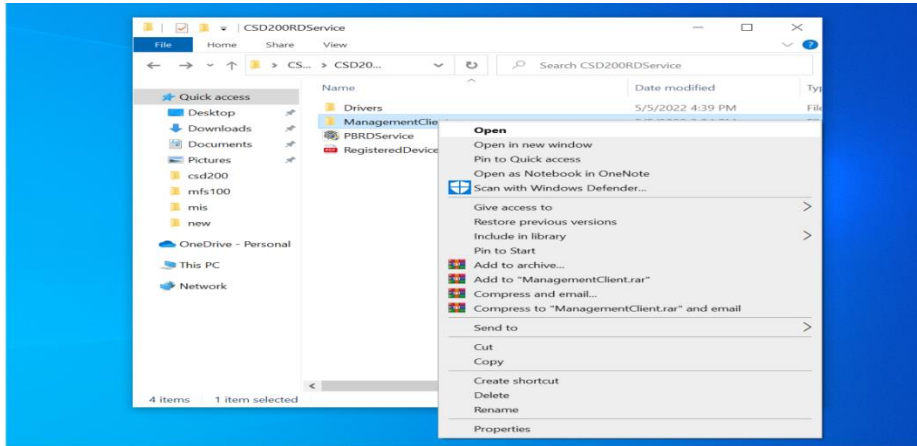 CSD200RDService
File Home Share View
CS... > CSD20... Search CSD200RDService
Name Date modified
Quick access
Desktop
Downloads
Documents
Pictures
csd200
mfs100
mis
new
OneDrive - Personal
This PC
Network
Drivers 5/5/2022 4:39 PM
ManagementClie
PBRDService
RegisteredDevice
Open
Open in new window
Pin to Quick access
Open as Notebook in OneNote
Scan with Windows Defender...
Give access to
Restore previous versions
Include in library
Pin to Start
Add to archive...
Add to "ManagementClient.rar"
Compress and email...
Compress to "ManagementClient.rar" and email
Send to
Cut
Copy
Create shortcut
Delete
Rename
Properties
4 items 1 item selected